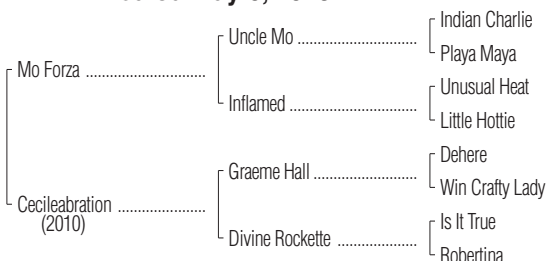 Indian Charlie
Uncle Mo
Playa Maya
Mo Forza
Unusual Heat
Inflamed
Little Hottie
Dehere
Graeme Hall
Win Crafty Lady
Cecileabration
(2010)
Is It True
Divine Rockette
Robertina